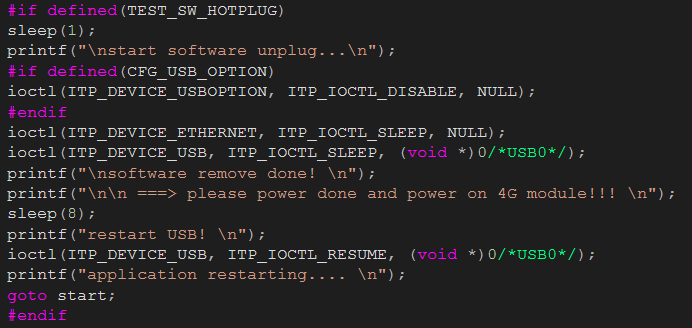 #if defined(TEST_SW_HOTPLUG)
sleep(1);
printf("\nstart software unplug...\n");
#if defined(CFG_USB_OPTION)
ioctl(ITP_DEVICE_USBOPTION, ITP_IOCTL_DISABLE, NULL);
#endif
ioctl(ITP_DEVICE_ETHERNET, ITP_IOCTL_SLEEP, NULL);
ioctl(ITP_DEVICE_USB, ITP_IOCTL_SLEEP, (void *)0/*USB0*/);
printf("\nsoftware remove done! \n");
printf("\n\n ===> please power done and power on 4G module!!! \n");
sleep(8);
printf("restart USB! \n");
ioctl(ITP_DEVICE_USB, ITP_IOCTL_RESUME, (void *)0/*USB0*/);
printf("application restarting.... \n");
goto start;
#endif